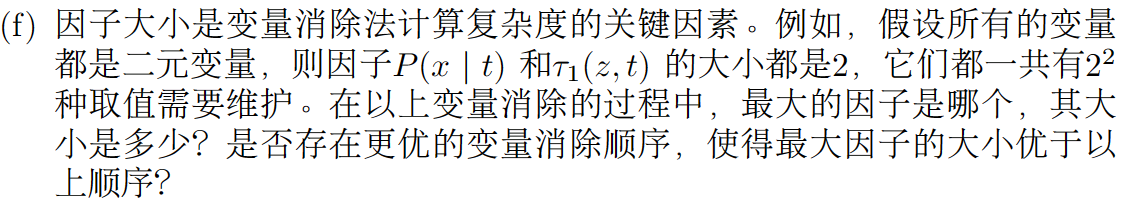 (f) 因子大小是变量消除法计算复杂度的关键因素。例如，假设所有的变量
都是二元变量，则因子P(x | t) 和τ₁(z, t) 的大小都是2，它们都一共有2²
种取值需要维护。在以上变量消除的过程中，最大的因子是哪个，其大
小是多少？是否存在更优的变量消除顺序，使得最大因子的大小优于以
上顺序？